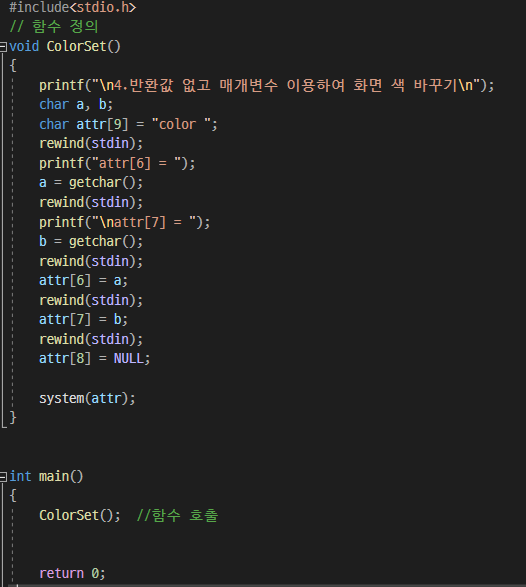 #include<stdio.h>
// 함수 정의
void ColorSet()
{
printf("\n4.반환값 없고 매개변수 이용하여 화면 색 바꾸기\n");
char a, b;
char attr[9] = "color ";
rewind(stdin);
printf("attr[6] = ");
a = getchar();
rewind(stdin);
printf("\nattr[7] = ");
b = getchar();
rewind(stdin);
attr[6] = a;
rewind(stdin);
attr[7] = b;
rewind(stdin);
attr[8] = NULL;
system(attr);
}
int main()
{
ColorSet(); //함수 호출
return 0;